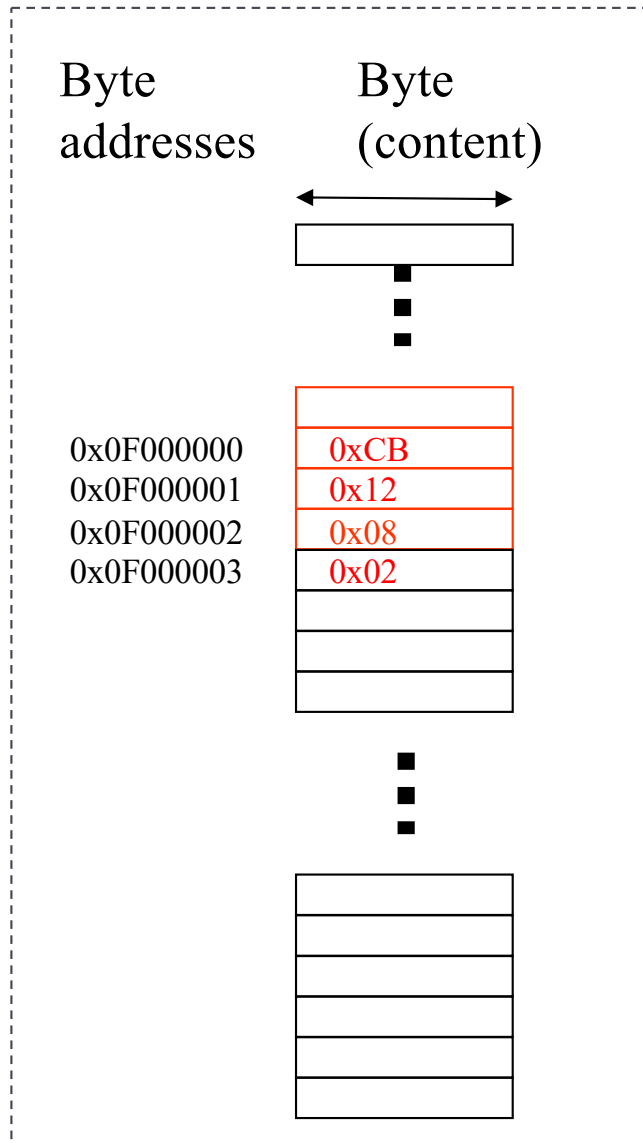 Byte addresses
Byte (content)
0x0F000000 0xCB
0x0F000001 0x12
0x0F000002 0x08
0x0F000003 0x02